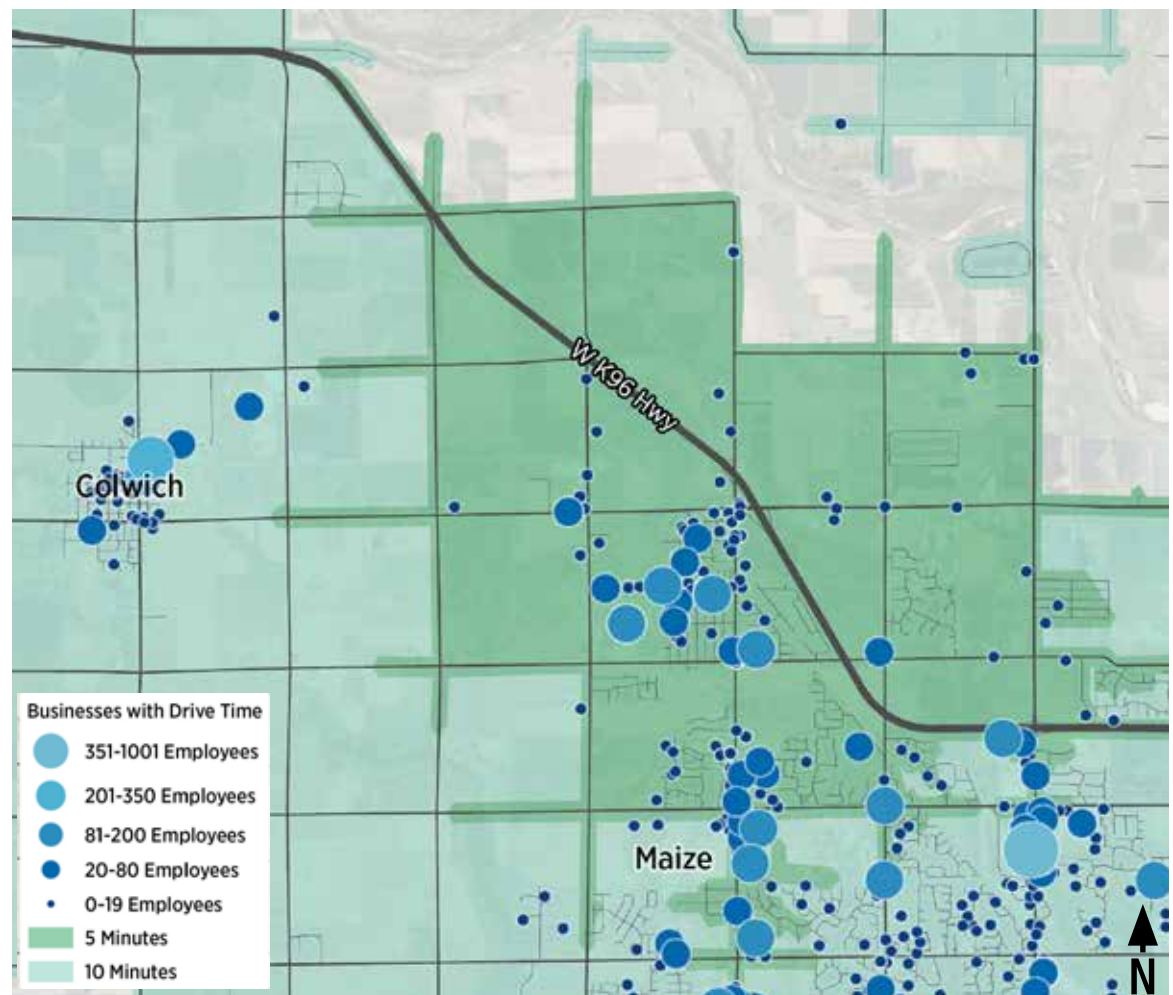 W K96 Hwy
Colwich
Maize
Businesses with Drive Time
351-1001 Employees
201-350 Employees
81-200 Employees
20-80 Employees
0-19 Employees
5 Minutes
10 Minutes
N